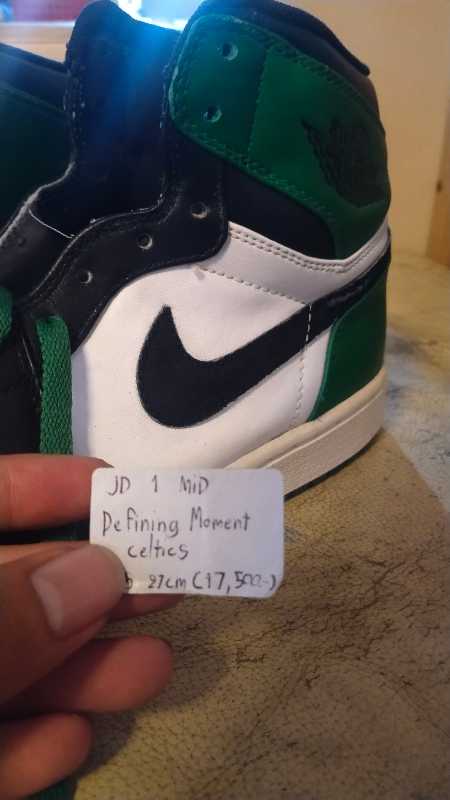 JD 1 MiD
Defining Moment
celtics
27cm (17,500-)